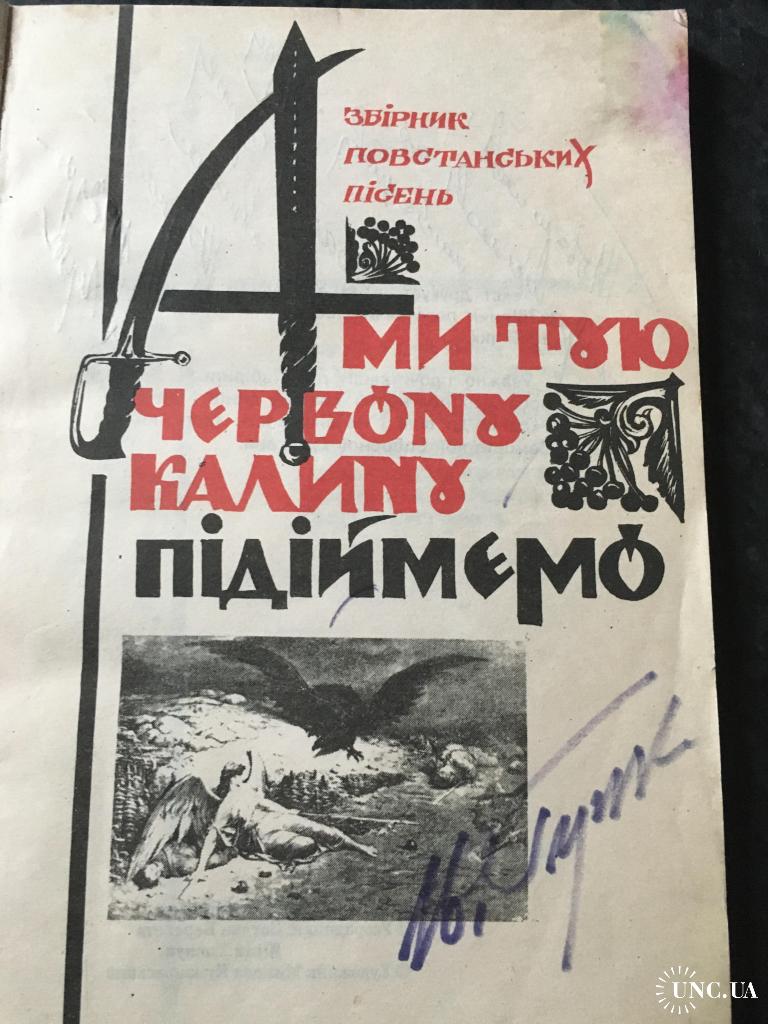 ЗБІРНИК
ПОВСТАНСЬКИХ
ПІСЕНЬ
А МИ ТУЮ
ЧЕРВОНУ
КАЛИНУ
ПІДІЙМЕМО
UNC.UA